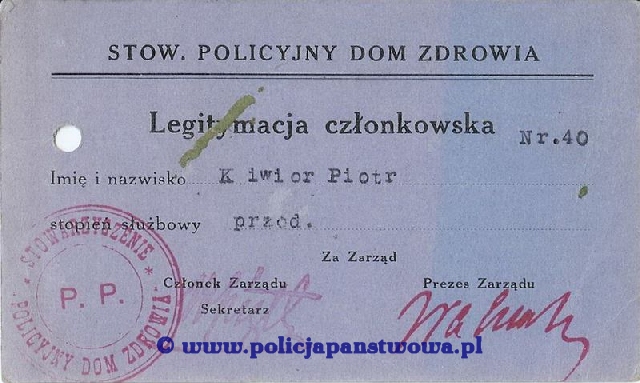 STOW. POLICYJNY DOM ZDROWIA
Legitymacja członkowska Nr.40
Imię i nazwisko K iwior Piotr
stopień służbowy przod.
Za Zarząd
Członek Zarządu Prezes Zarządu
Sekretarz
* STOWARZYSZENIE * POLICYJNY DOM ZDROWIA
P. P.
© www.policjapanstwowa.pl